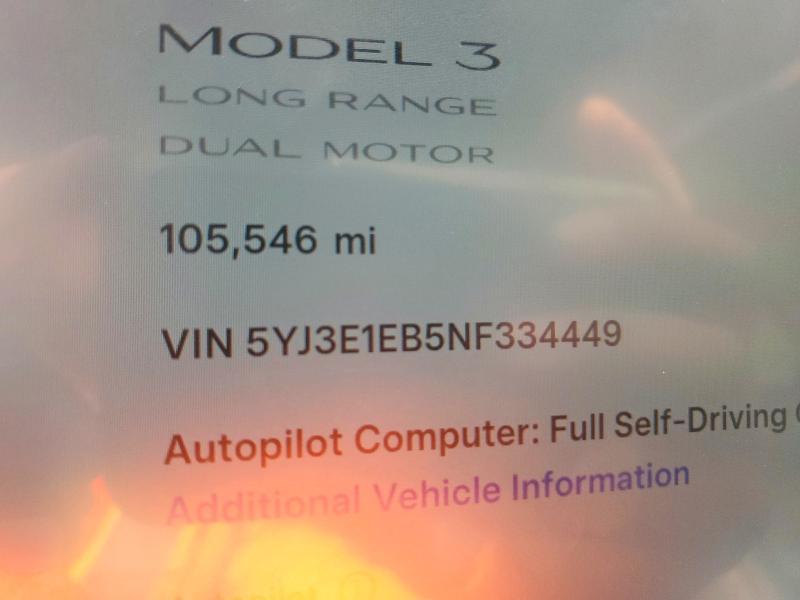 MODEL 3
LONG RANGE
DUAL MOTOR
105,546 mi
VIN 5YJ3E1EB5NF334449
Autopilot Computer: Full Self-Driving
Additional Vehicle Information
Autopilot